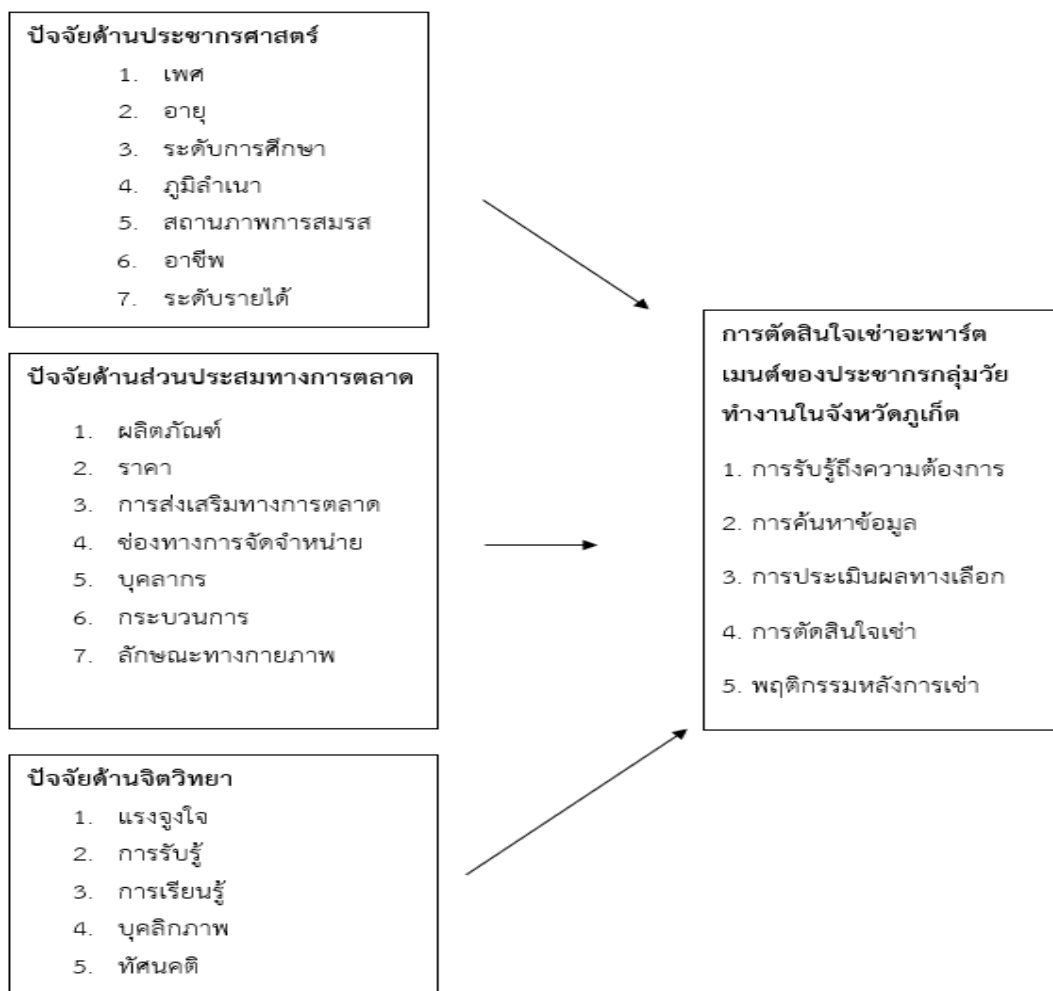 ปัจจัยด้านประชากรศาสตร์
1. เพศ
2. อายุ
3. ระดับการศึกษา
4. ภูมิลำเนา
5. สถานภาพการสมรส
6. อาชีพ
7. ระดับรายได้
ปัจจัยด้านส่วนประสมทางการตลาด
1. ผลิตภัณฑ์
2. ราคา
3. การส่งเสริมทางการตลาด
4. ช่องทางการจัดจำหน่าย
5. บุคลากร
6. กระบวนการ
7. ลักษณะทางกายภาพ
ปัจจัยด้านจิตวิทยา
1. แรงจูงใจ
2. การรับรู้
3. การเรียนรู้
4. บุคลิกภาพ
5. ทัศนคติ
การตัดสินใจเช่าอะพาร์ต
เมนต์ของประชากรกลุ่มวัย
ทำงานในจังหวัดภูเก็ต
1. การรับรู้ถึงความต้องการ
2. การค้นหาข้อมูล
3. การประเมินผลทางเลือก
4. การตัดสินใจเช่า
5. พฤติกรรมหลังการเช่า